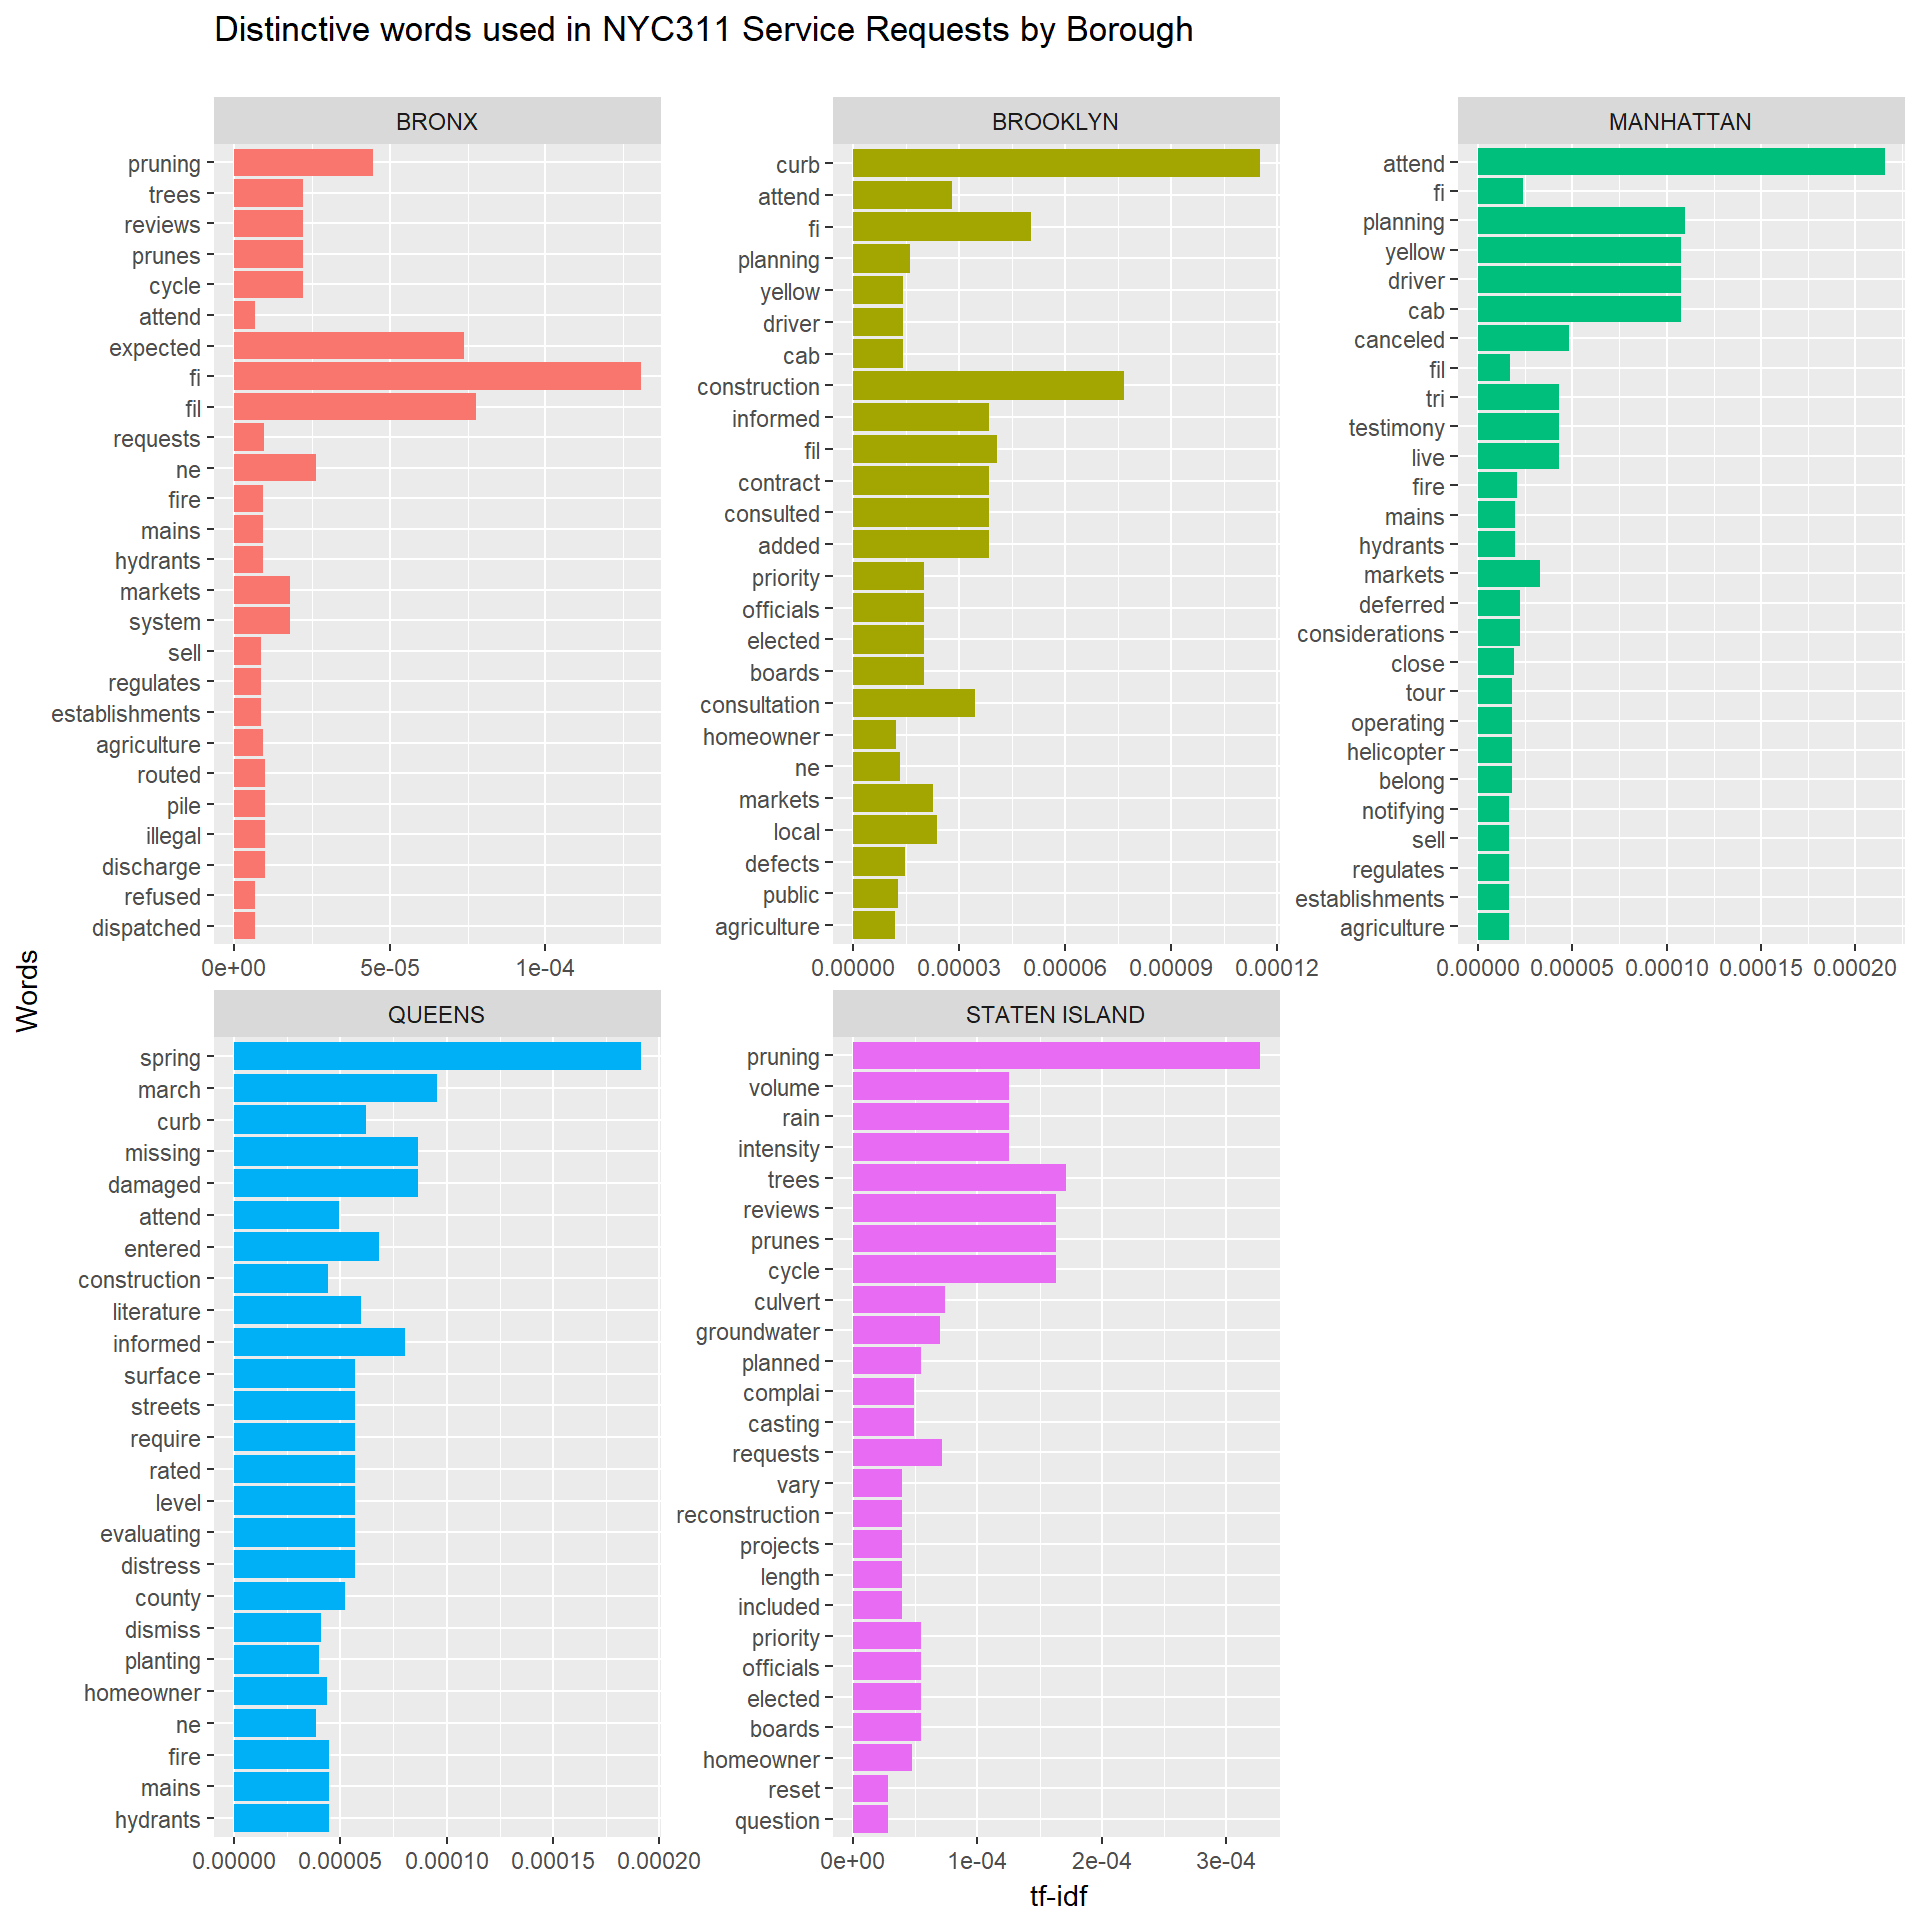 Distinctive words used in NYC311 Service Requests by Borough
BRONX
pruning
trees
reviews
prunes
cycle
attend
expected
fi
fil
requests
ne
fire
mains
hydrants
markets
system
sell
regulates
establishments
agriculture
routed
pile
illegal
discharge
refused
dispatched
0e+00 5e-05 1e-04
BROOKLYN
curb
attend
fi
planning
yellow
driver
cab
construction
informed
fil
contract
consulted
added
priority
officials
elected
boards
consultation
homeowner
ne
markets
local
defects
public
agriculture
0.00000 0.00003 0.00006 0.00009 0.00012
MANHATTAN
attend
fi
planning
yellow
driver
cab
canceled
fil
tri
testimony
live
fire
mains
hydrants
markets
deferred
considerations
close
tour
operating
helicopter
belong
notifying
sell
regulates
establishments
agriculture
0.00000 0.00005 0.00010 0.00015 0.00020
Words
QUEENS
spring
march
curb
missing
damaged
attend
entered
construction
literature
informed
surface
streets
require
rated
level
evaluating
distress
county
dismiss
planting
homeowner
ne
fire
mains
hydrants
0.00000 0.00005 0.00010 0.00015 0.00020
STATEN ISLAND
pruning
volume
rain
intensity
trees
reviews
prunes
cycle
culvert
groundwater
planned
complai
casting
requests
vary
reconstruction
projects
length
included
priority
officials
elected
boards
homeowner
reset
question
0e+00 1e-04 2e-04 3e-04
tf-idf